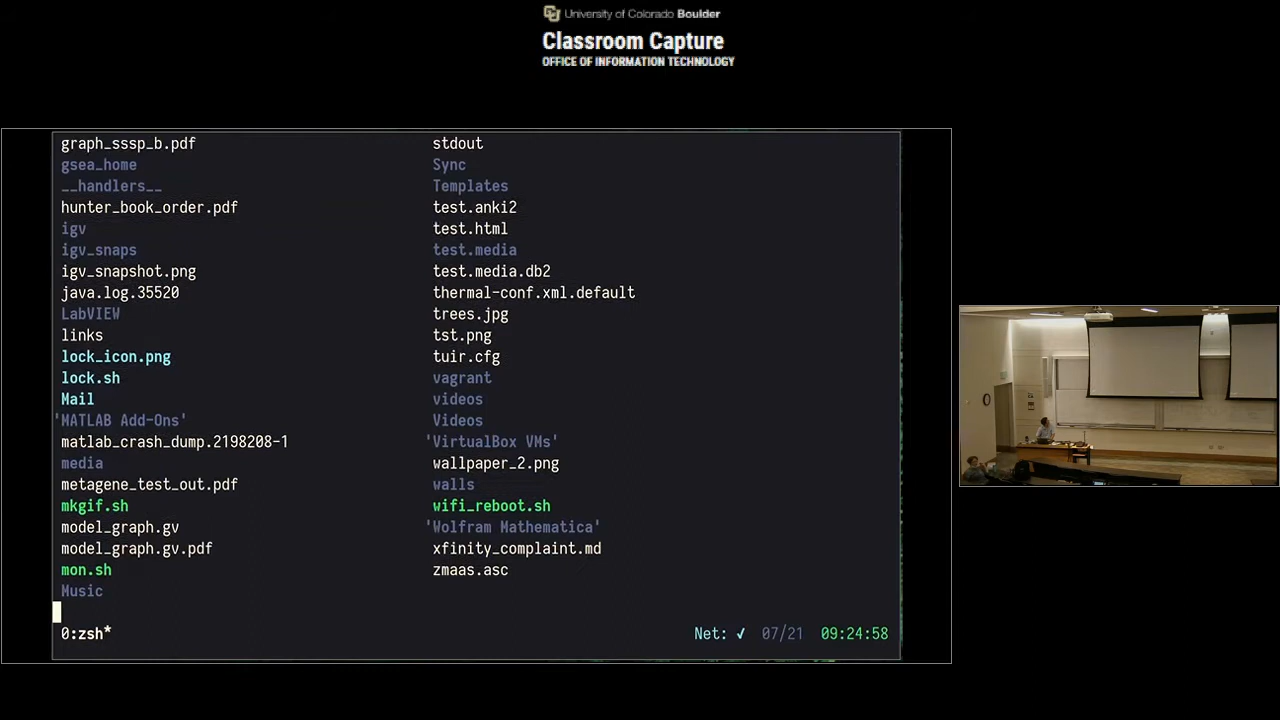 University of Colorado Boulder
Classroom Capture
OFFICE OF INFORMATION TECHNOLOGY
graph_sssp_b.pdf stdout
gsea_home Sync
__handlers__ Templates
hunter_book_order.pdf test.anki2
igv test.html
igv_snaps test.media
igv_snapshot.png test.media.db2
java.log.35520 thermal-conf.xml.default
LabVIEW trees.jpg
links tst.png
lock_icon.png tuir.cfg
lock.sh vagrant
Mail videos
'MATLAB Add-Ons' Videos
matlab_crash_dump.2198208-1 'VirtualBox VMs'
media wallpaper_2.png
metagene_test_out.pdf walls
mkgif.sh wifi_reboot.sh
model_graph.gv 'Wolfram Mathematica'
model_graph.gv.pdf xfinity_complaint.md
mon.sh zmaas.asc
Music
0:zsh* Net: ✓ 07/21 09:24:58